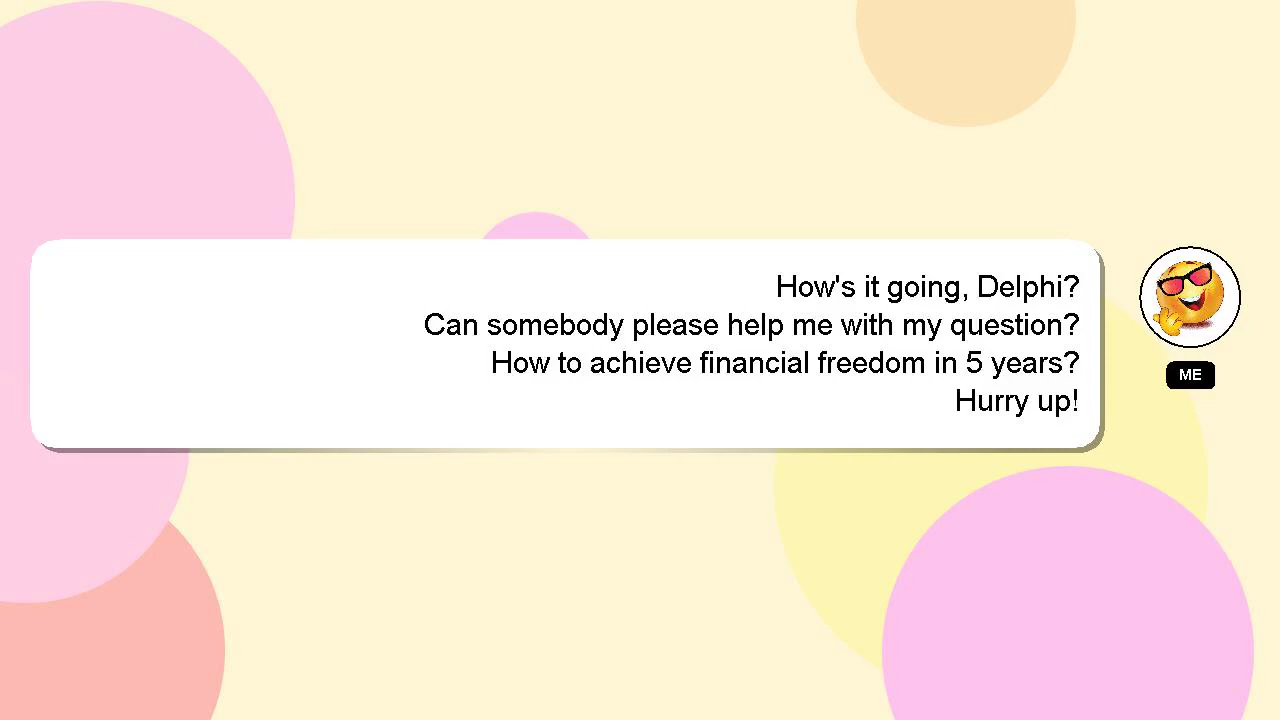 How's it going, Delphi?
Can somebody please help me with my question?
How to achieve financial freedom in 5 years?
Hurry up!
ME